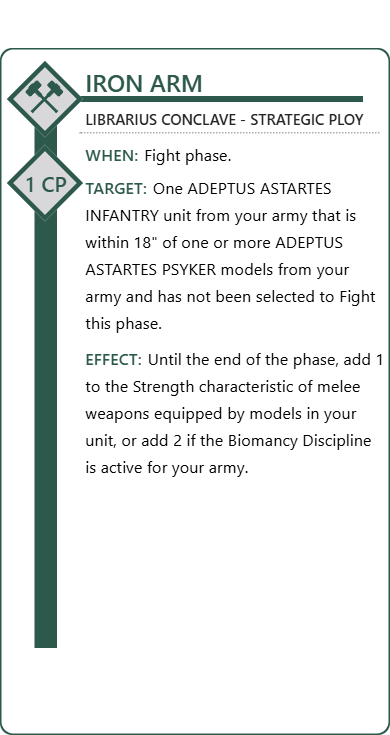 IRON ARM
LIBRARIUS CONCLAVE - STRATEGIC PLOY
1 CP
WHEN: Fight phase.
TARGET: One ADEPTUS ASTARTES
INFANTRY unit from your army that is
within 18" of one or more ADEPTUS
ASTARTES PSYKER models from your
army and has not been selected to Fight
this phase.
EFFECT: Until the end of the phase, add 1
to the Strength characteristic of melee
weapons equipped by models in your
unit, or add 2 if the Biomancy Discipline
is active for your army.